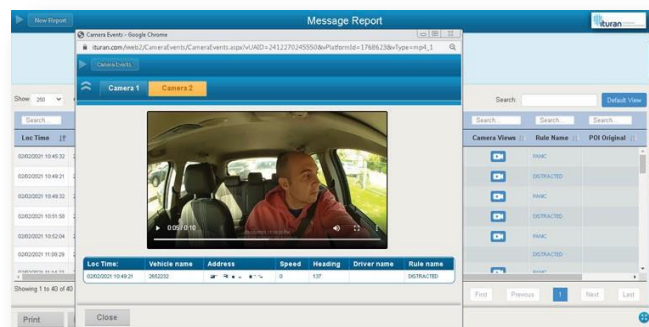 New Report
Message Report
ituran
Camera Events - Google Chrome
ituran.com/iweb2/CameraEvents/CameraEvents.aspx?vUAID=2412270245550&vPlatformId=1768623&vType=mp4_1
Camera Events
Camera 1 Camera 2
Show 250
Search: Default View
Search... Search... Search... Search...
Loc Time Camera Views Rule Name POI Original
02/02/2021 10:45:32 PANIC
02/02/2021 10:49:21 DISTRACTED
02/02/2021 10:49:32 PANIC
02/02/2021 10:51:50 DISTRACTED
02/02/2021 10:52:04 PANIC
02/02/2021 11:09:29 DISTRACTED
PANIC
0:05 / 0:10
Loc Time: Vehicle name Address Speed Heading Driver name Rule name
02/02/2021 10:49:21 2952232 0 137 DISTRACTED
Showing 1 to 40 of 40
First Previous 1 Next Last
Print
Close